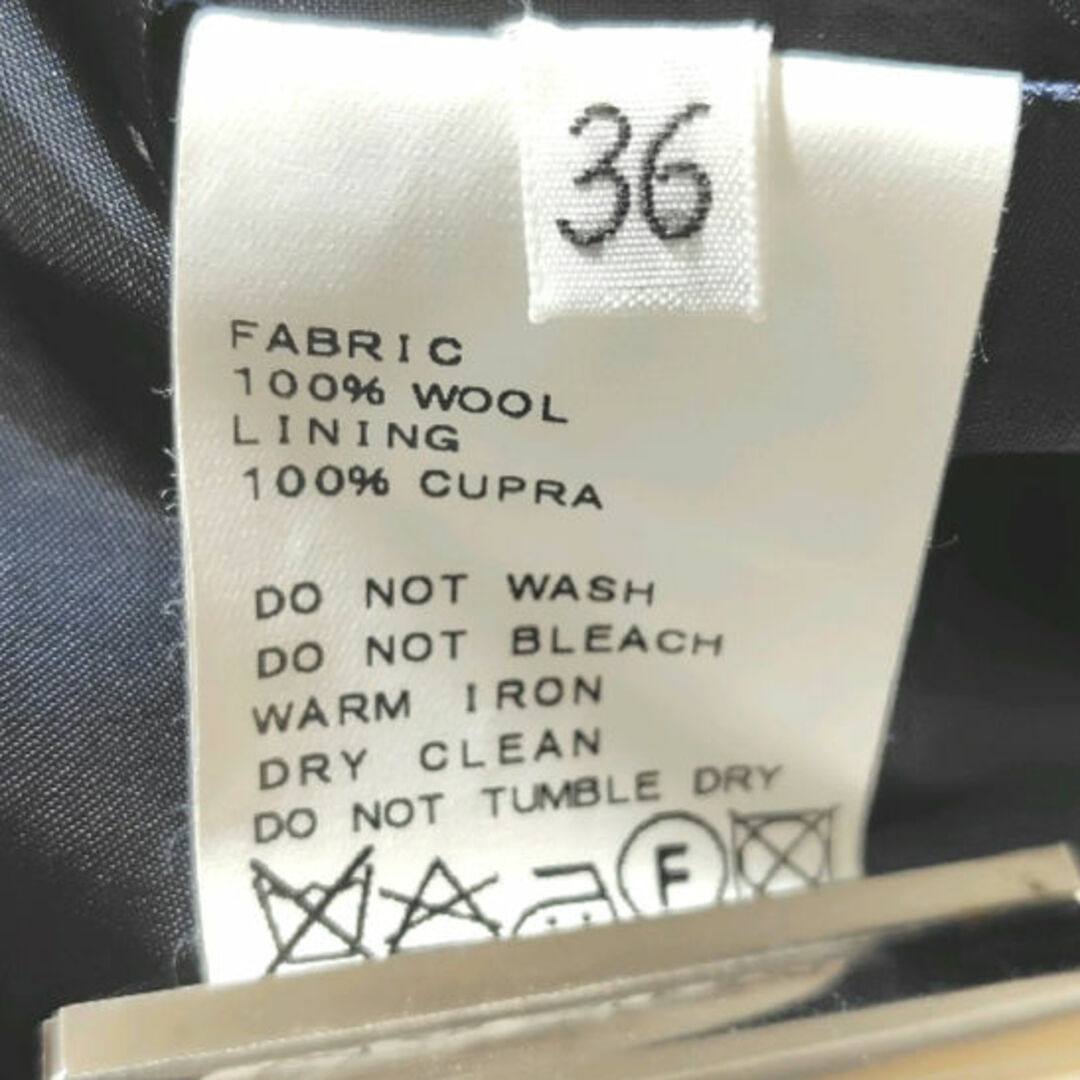 36
FABRIC
100% WOOL
LINING
100% CUPRA
DO NOT WASH
DO NOT BLEACH
WARM IRON
DRY CLEAN
DO NOT TUMBLE DRY
F